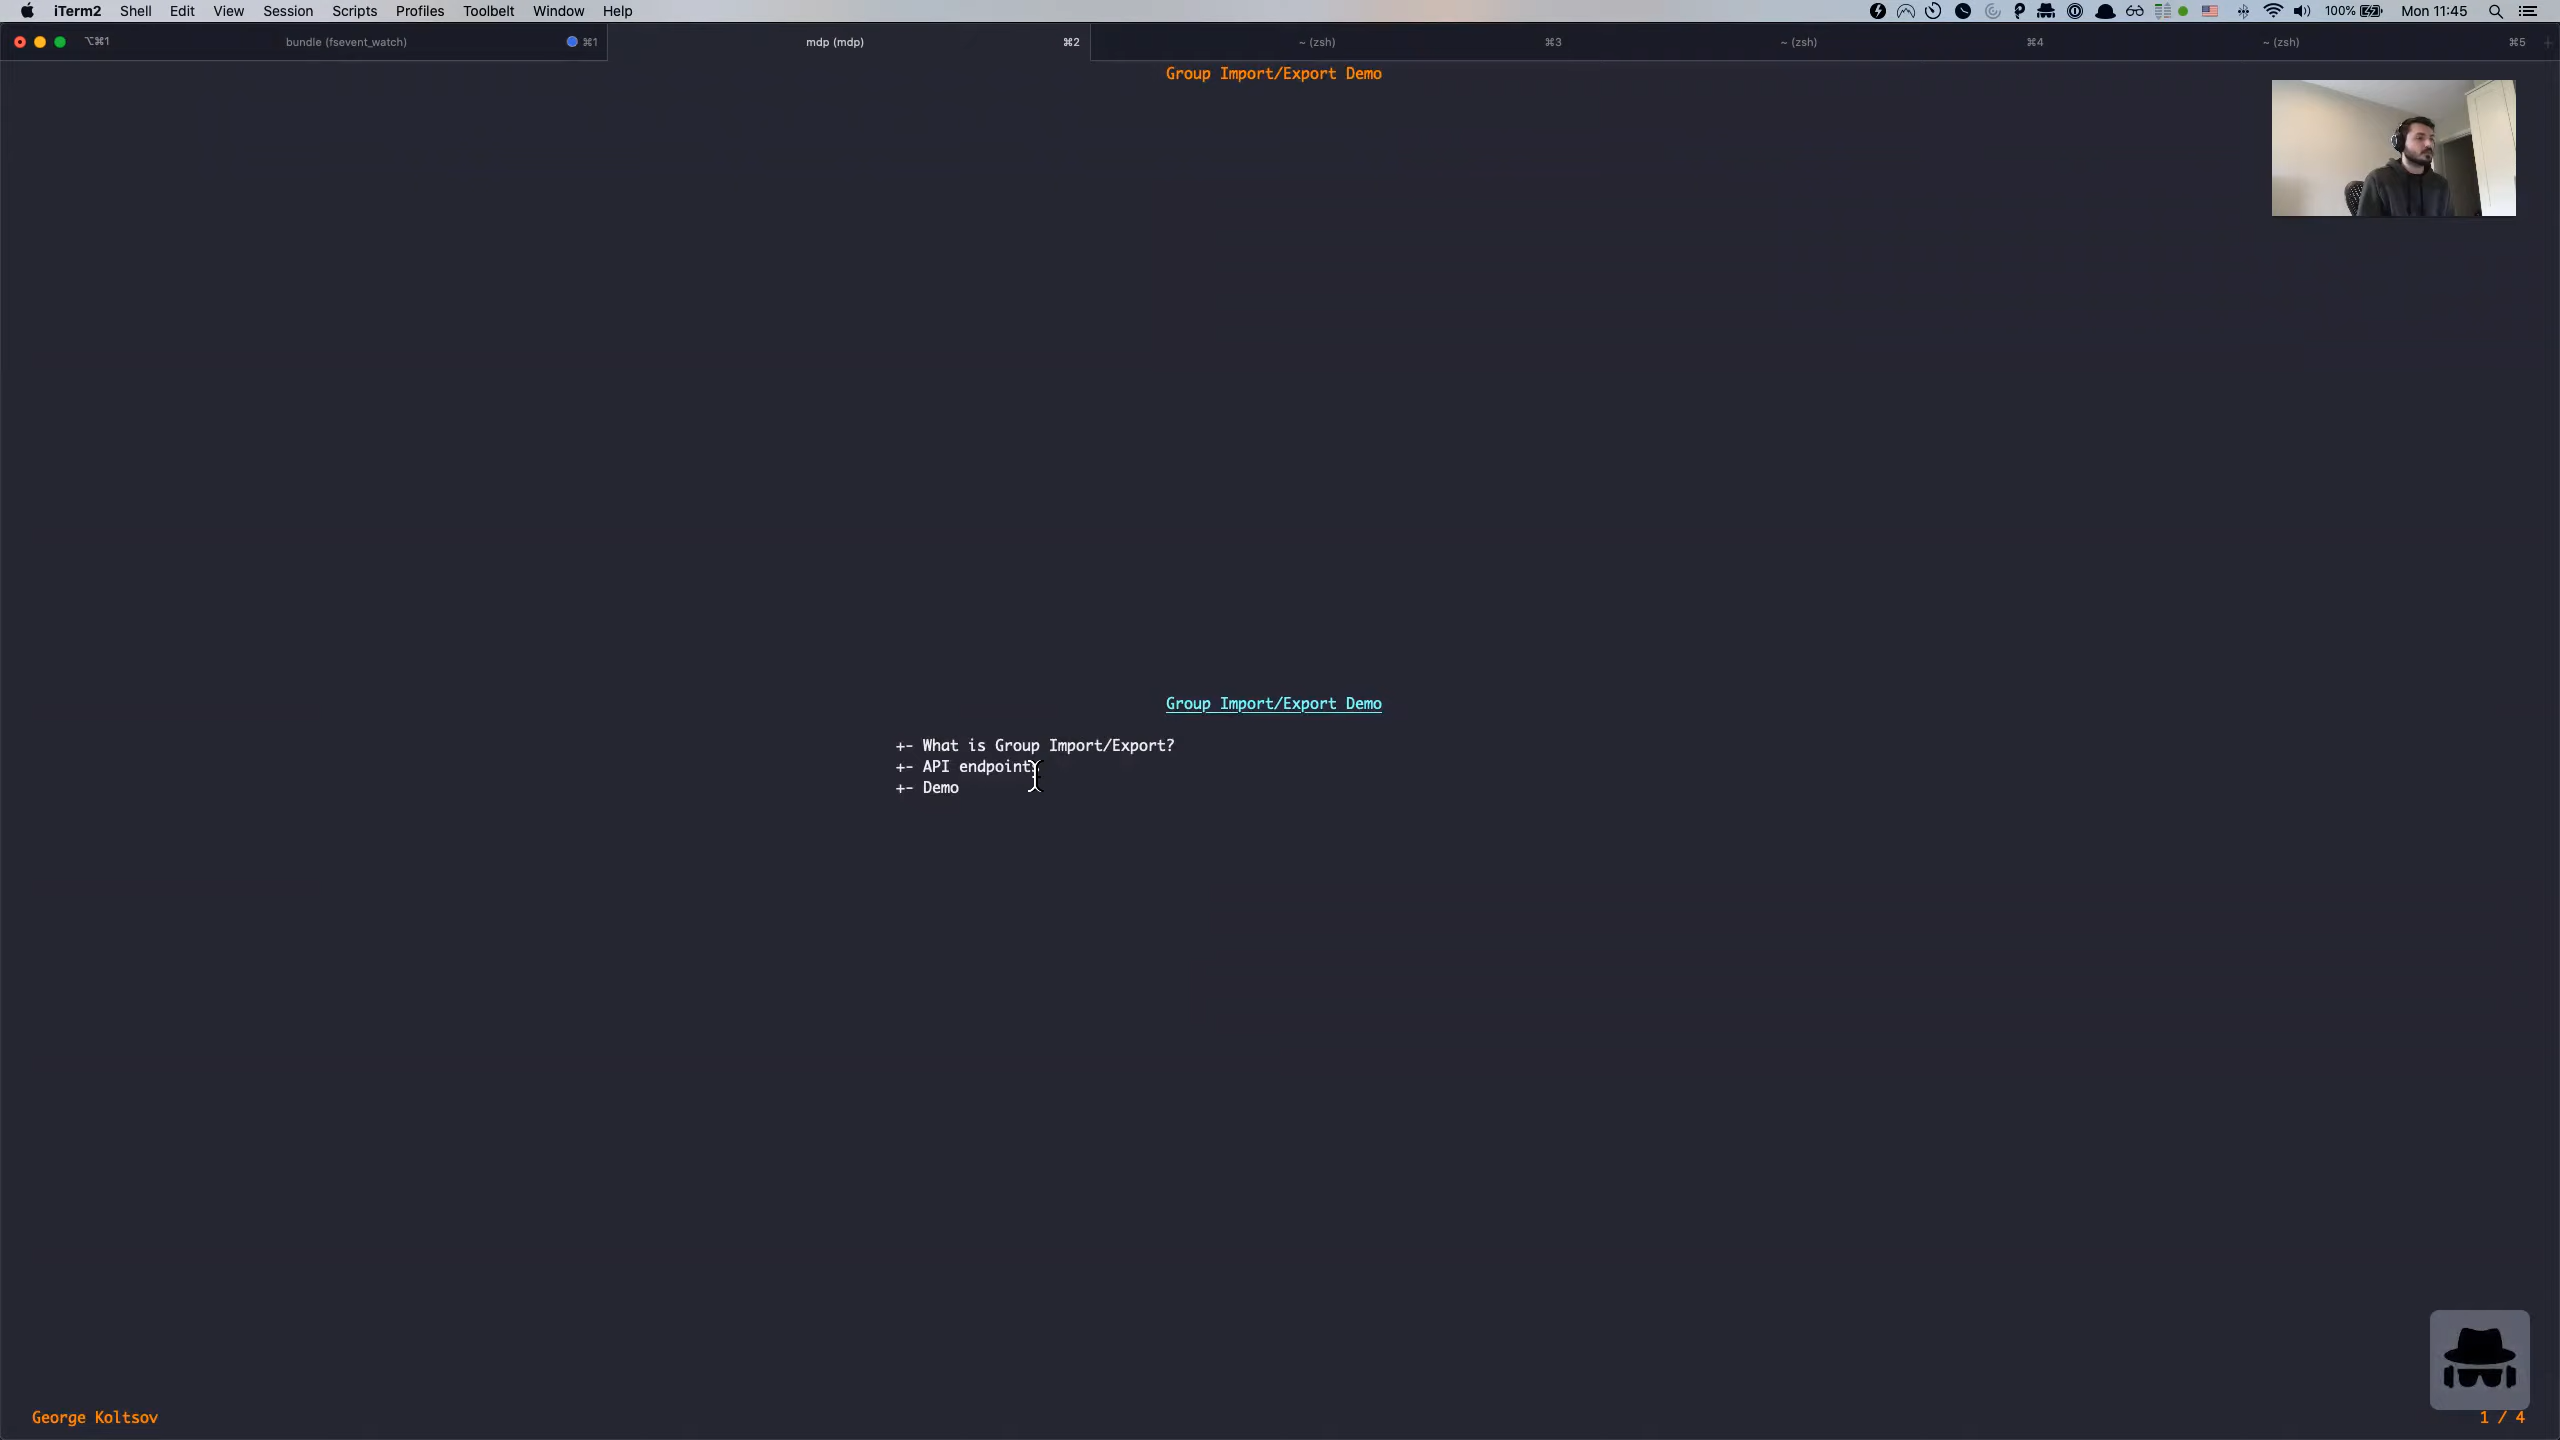 iTerm2 Shell Edit View Session Scripts Profiles Toolbelt Window Help 100% Mon 11:45
⌥⌘1 bundle (fsevent_watch) ⌘1 mdp (mdp) ⌘2 ~ (zsh) ⌘3 ~ (zsh) ⌘4 ~ (zsh) ⌘5
Group Import/Export Demo
Group Import/Export Demo
+- What is Group Import/Export?
+- API endpoints
+- Demo
George Koltsov
1 / 4